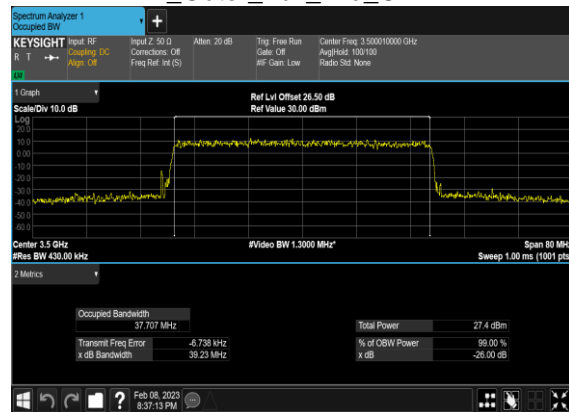 Spectrum Analyzer 1
Occupied BW
+
KEYSIGHT
R T
LW
Input: RF
Coupling: DC
Align: Off
Input Z: 50 Ω
Corrections: Off
Freq Ref: Int (S)
Atten: 20 dB
Trig: Free Run
Gate: Off
#IF Gain: Low
Center Freq: 3.500010000 GHz
Avg|Hold: 100/100
Radio Std: None
1 Graph
Scale/Div 10.0 dB
Ref Lvl Offset 26.50 dB
Ref Value 30.00 dBm
Log
20.0
10.0
0.00
-10.0
-20.0
-30.0
-40.0
-50.0
-60.0
Center 3.5 GHz
#Res BW 430.00 kHz
#Video BW 1.3000 MHz*
Span 80 MHz
Sweep 1.00 ms (1001 pts
2 Metrics
Occupied Bandwidth
37.707 MHz
Transmit Freq Error -6.738 kHz
x dB Bandwidth 39.23 MHz
Total Power 27.4 dBm
% of OBW Power 99.00 %
x dB -26.00 dB
?
Feb 08, 2023
8:37:13 PM